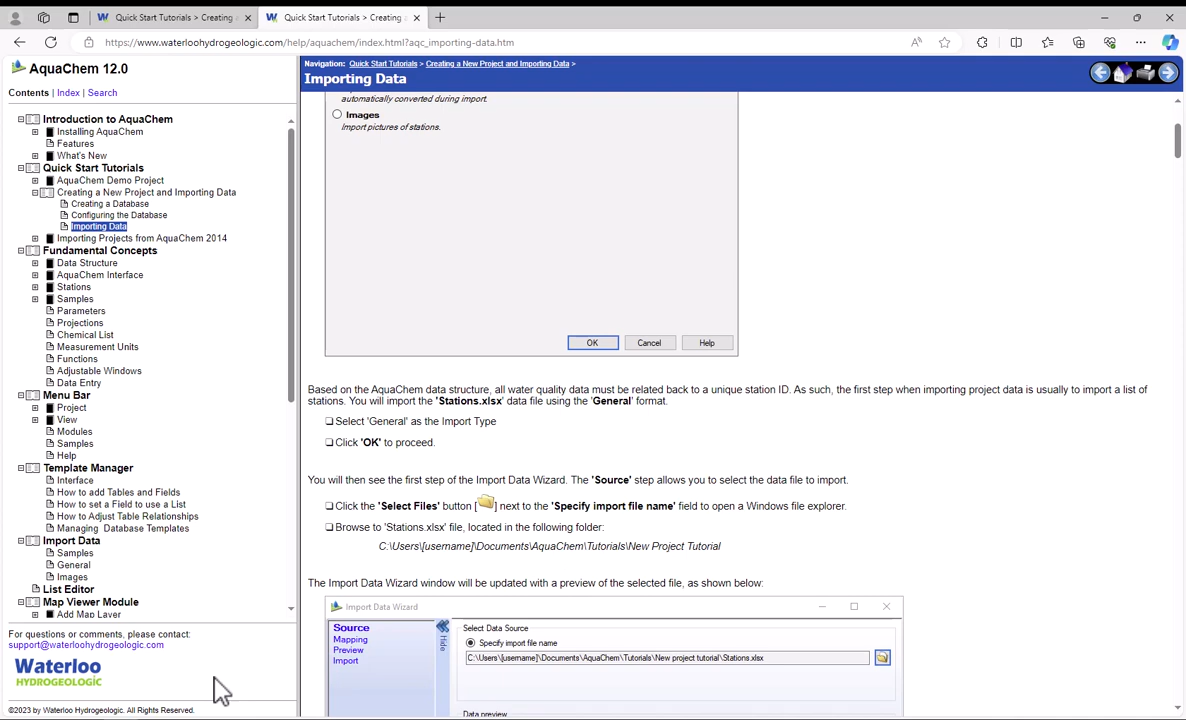 Quick Start Tutorials > Creating
Quick Start Tutorials > Creating
https://www.waterloohydrogeologic.com/help/aquachem/index.html?aqc_importing-data.htm
AquaChem 12.0
Contents | Index | Search
Introduction to AquaChem
Installing AquaChem
Features
What's New
Quick Start Tutorials
AquaChem Demo Project
Creating a New Project and Importing Data
Creating a Database
Configuring the Database
Importing Data
Importing Projects from AquaChem 2014
Fundamental Concepts
Data Structure
AquaChem Interface
Stations
Samples
Parameters
Projections
Chemical List
Measurement Units
Functions
Adjustable Windows
Data Entry
Menu Bar
Project
View
Modules
Samples
Help
Template Manager
Interface
How to add Tables and Fields
How to set a Field to use a List
How to Adjust Table Relationships
Managing Database Templates
Import Data
Samples
General
Images
List Editor
Map Viewer Module
Add Map Layer
For questions or comments, please contact:
support@waterloohydrogeologic.com
Waterloo
HYDROGEOLOGIC
©2023 by Waterloo Hydrogeologic. All Rights Reserved.
Navigation: Quick Start Tutorials > Creating a New Project and Importing Data >
Importing Data
automatically converted during import.
Images
Import pictures of stations.
OK Cancel Help
Based on the AquaChem data structure, all water quality data must be related back to a unique station ID. As such, the first step when importing project data is usually to import a list of
stations. You will import the 'Stations.xlsx' data file using the 'General' format.
❑ Select 'General' as the Import Type
❑ Click 'OK' to proceed.
You will then see the first step of the Import Data Wizard. The 'Source' step allows you to select the data file to import.
❑ Click the 'Select Files' button [ ] next to the 'Specify import file name' field to open a Windows file explorer.
❑ Browse to 'Stations.xlsx' file, located in the following folder:
C:\Users\[username]\Documents\AquaChem\Tutorials\New Project Tutorial
The Import Data Wizard window will be updated with a preview of the selected file, as shown below:
Import Data Wizard
Source
Mapping
Preview
Import
Hide
Select Data Source
Specify import file name
C:\Users\[username]\Documents\AquaChem\Tutorials\New project tutorial\Stations.xlsx
Data preview